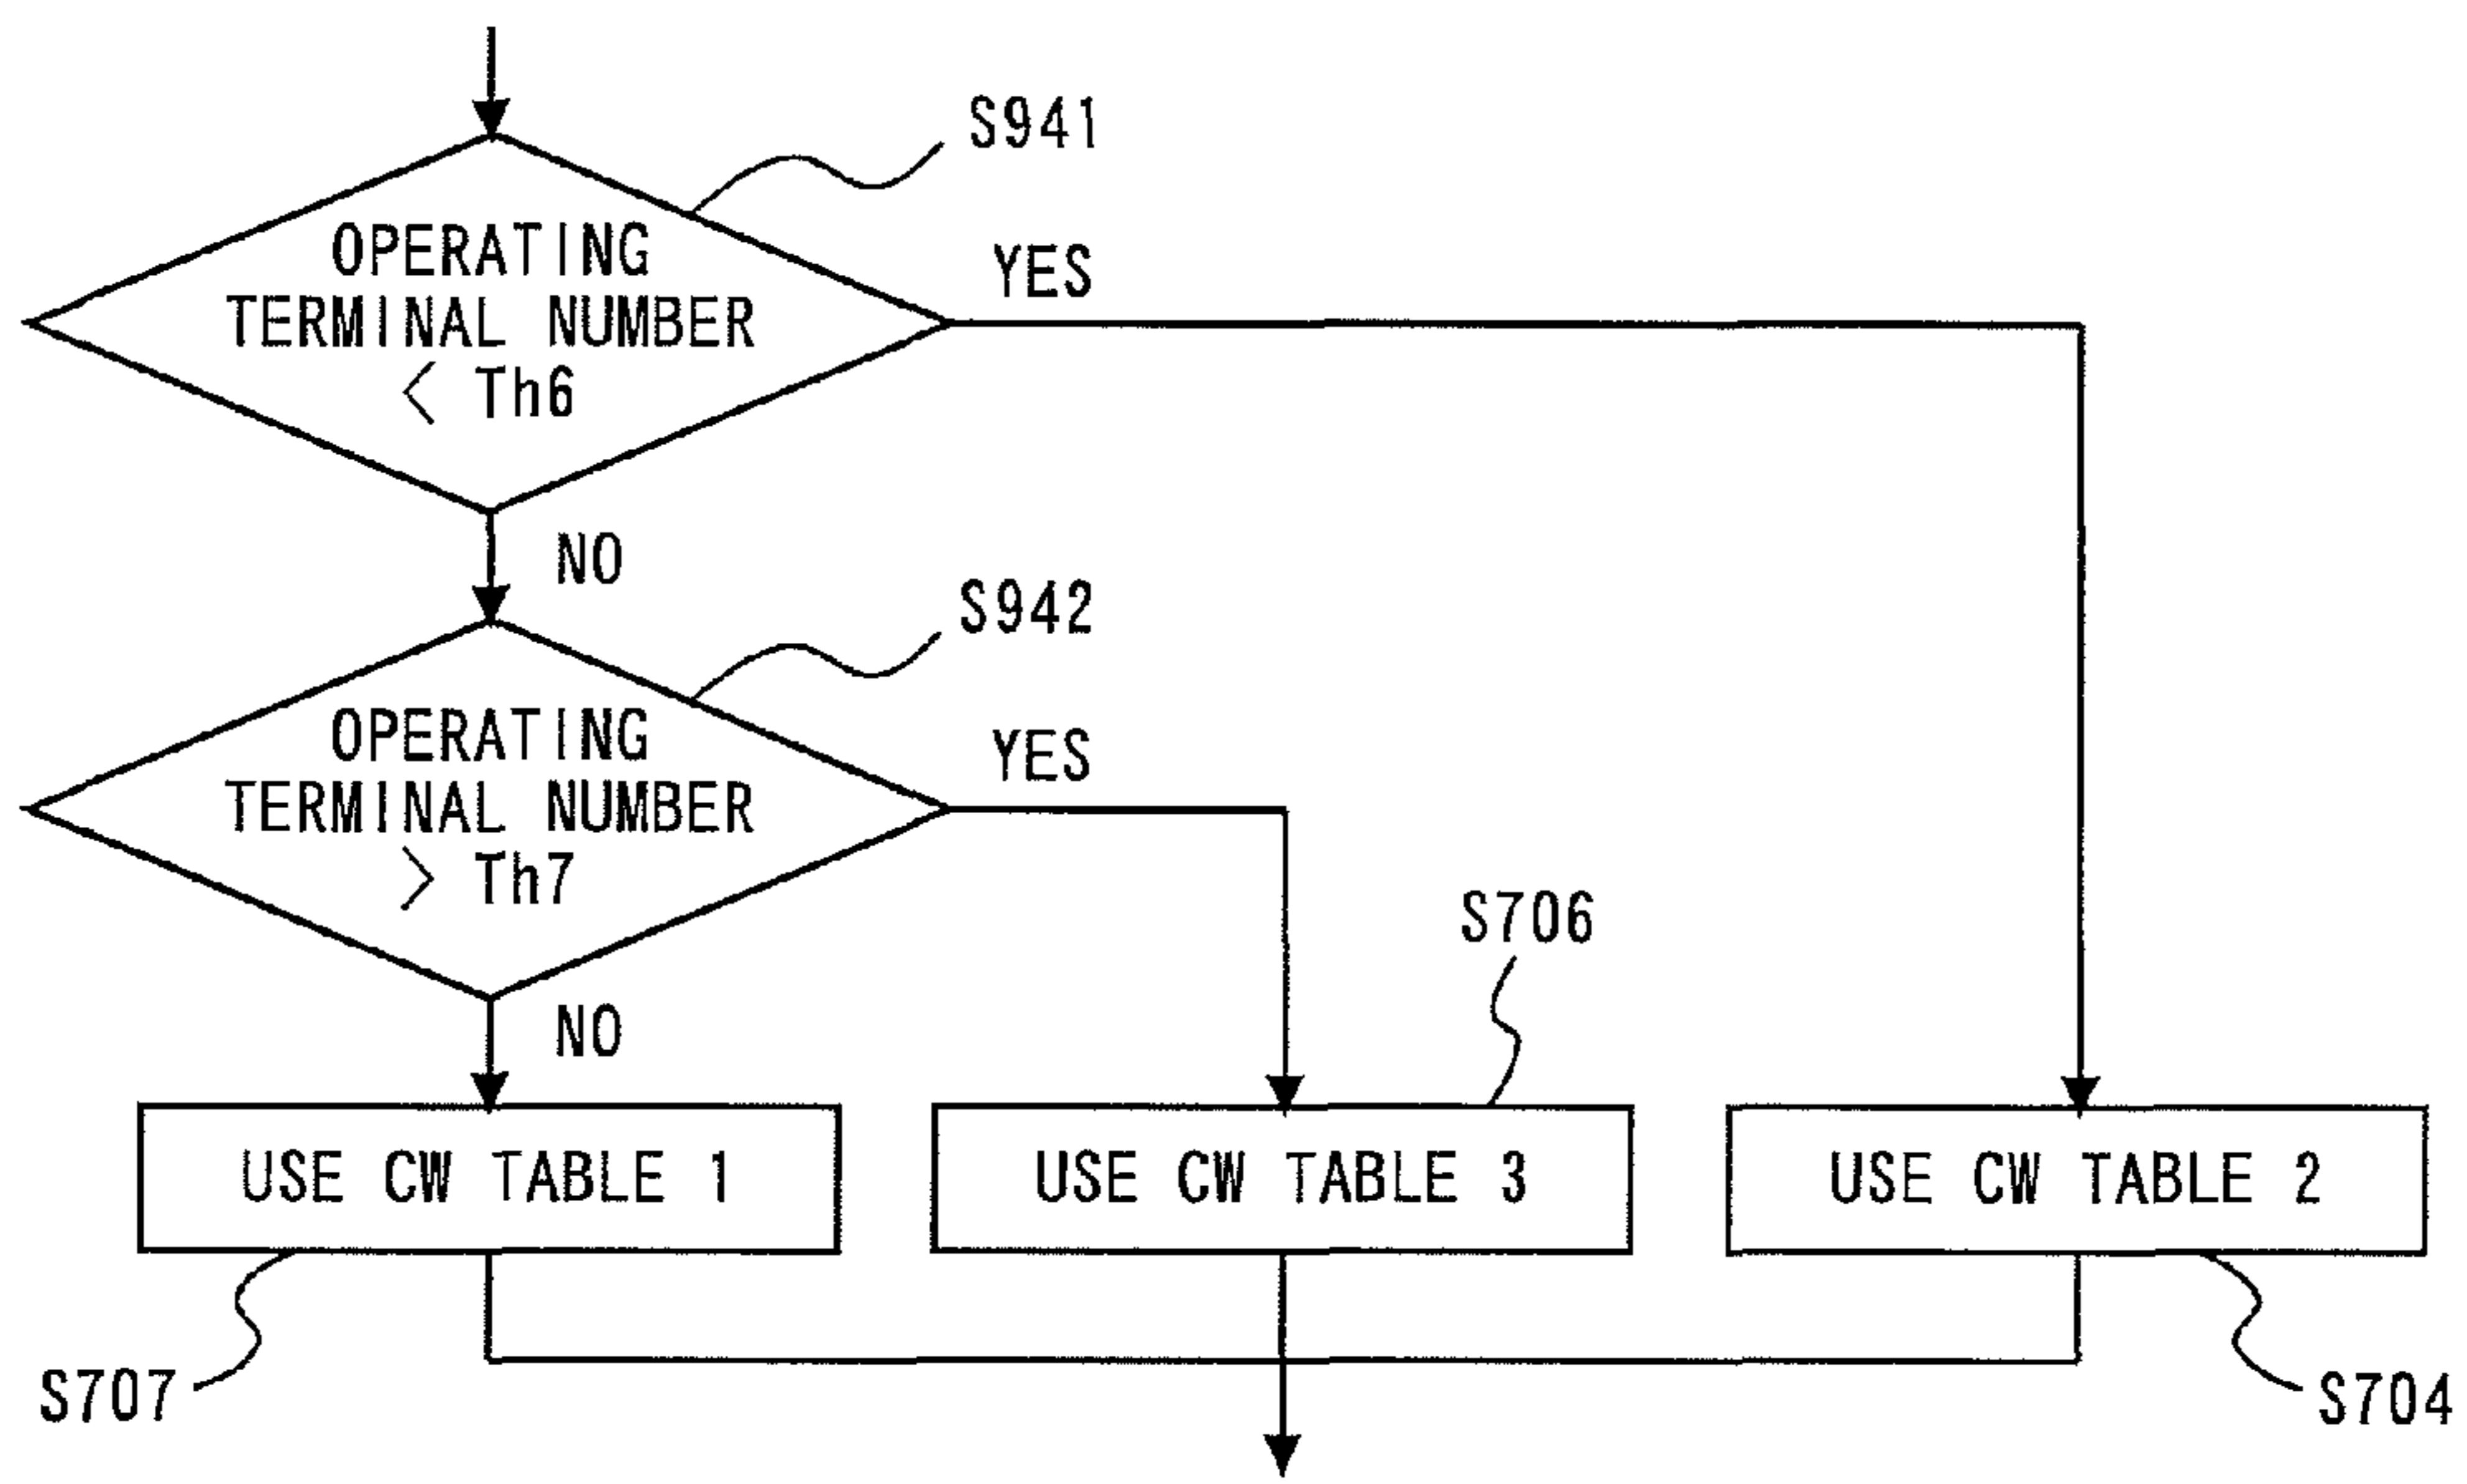 S941
OPERATING
TERMINAL NUMBER
< Th6
YES
NO
S942
OPERATING
TERMINAL NUMBER
> Th7
YES
NO
S706
USE CW TABLE 1
USE CW TABLE 3
USE CW TABLE 2
S707
S704